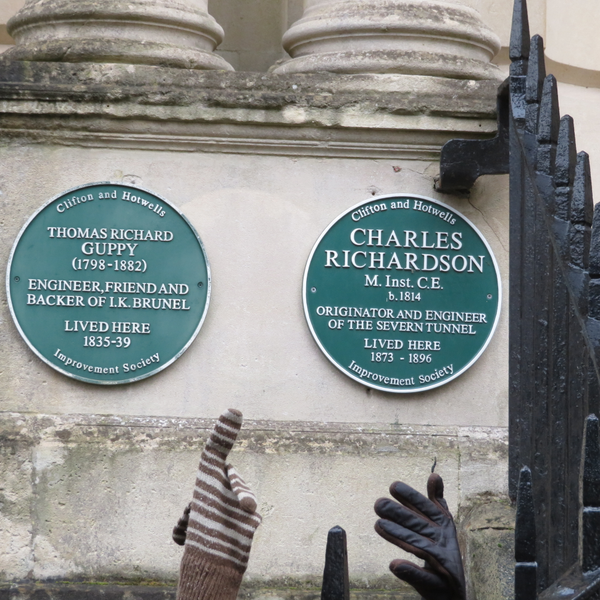 Clifton and Hotwells
THOMAS RICHARD
GUPPY
(1798-1882)
ENGINEER, FRIEND AND
BACKER OF I.K. BRUNEL
LIVED HERE
1835-39
Improvement Society
Clifton and Hotwells
CHARLES
RICHARDSON
M. Inst. C.E.
b. 1814
ORIGINATOR AND ENGINEER
OF THE SEVERN TUNNEL
LIVED HERE
1873 - 1896
Improvement Society